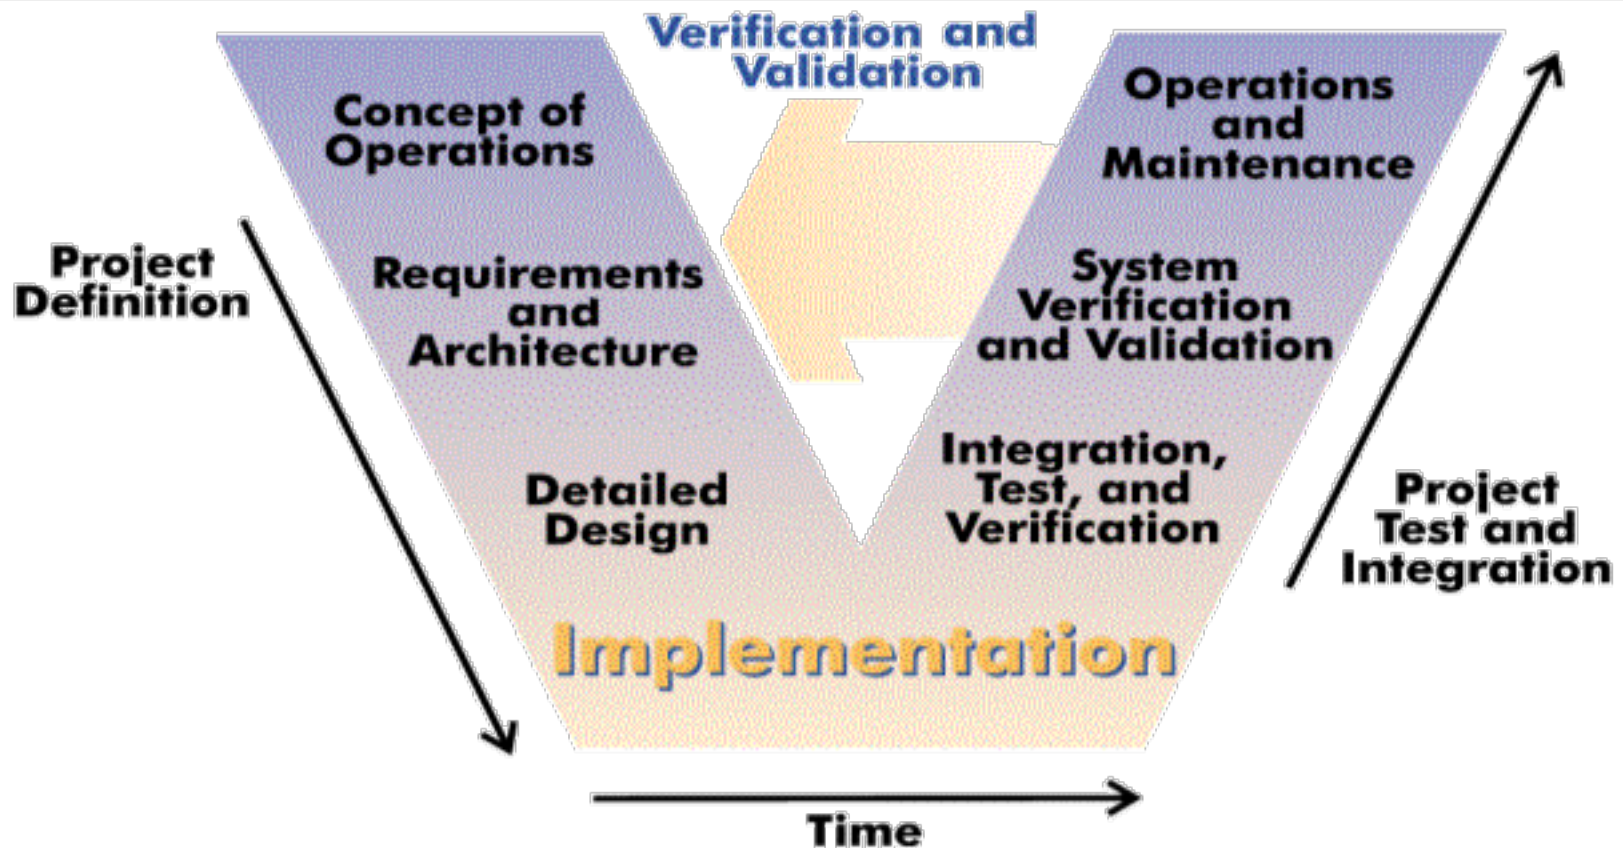 Verification and
Validation
Concept of
Operations
Operations
and
Maintenance
Project
Definition
Requirements
and
Architecture
System
Verification
and Validation
Detailed
Design
Integration,
Test, and
Verification
Project
Test and
Integration
Implementation
Time